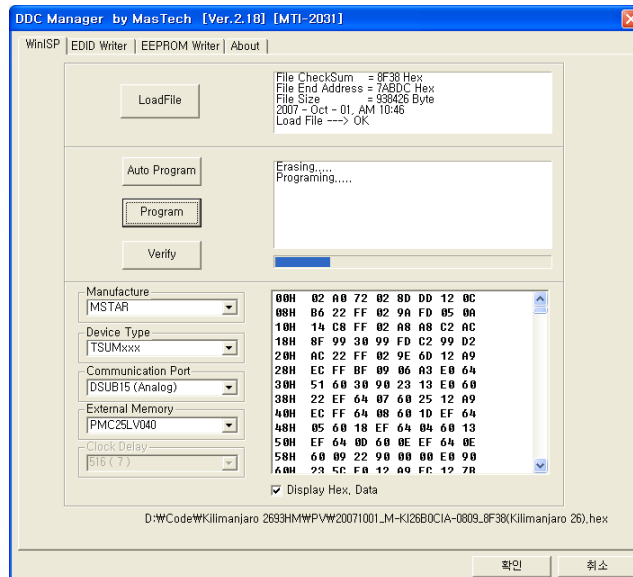 DDC Manager by MasTech [Ver.2.18] [MTI-2031]
WinISP EDID Writer EEPROM Writer About
LoadFile
File CheckSum = 8F38 Hex
File End Address = 7ABDC Hex
File Size = 938426 Byte
2007 - Oct - 01, AM 10:46
Load File ---> OK
Auto Program
Program
Verify
Erasing,,,,,
Programing,,,,,
Manufacture
MSTAR
Device Type
TSUMxxx
Communication Port
DSUB15 (Analog)
External Memory
PMC25LV040
Clock Delay
516 ( 7 )
00H 02 A0 72 02 8D DD 12 0C
08H B6 22 FF 02 9A FD 05 0A
10H 14 C8 FF 02 A8 A8 C2 AC
18H 8F 99 30 99 FD C2 99 D2
20H AC 22 FF 02 9E 6D 12 A9
28H EC FF BF 09 06 A3 E0 64
30H 51 60 30 90 23 13 E0 60
38H 22 EF 64 07 60 25 12 A9
40H EC FF 64 08 60 1D EF 64
48H 05 60 18 EF 64 04 60 13
50H EF 64 0D 60 0E EF 64 0E
58H 60 09 22 90 00 00 E0 90
60H 23 5C E0 12 A9 FC 12 7B
Display Hex, Data
D:₩Code₩Kilimanjaro 2693HM₩PV₩20071001_M-KI26B0CIA-0809_8F38(Kilimanjaro 26),hex
확인 취소